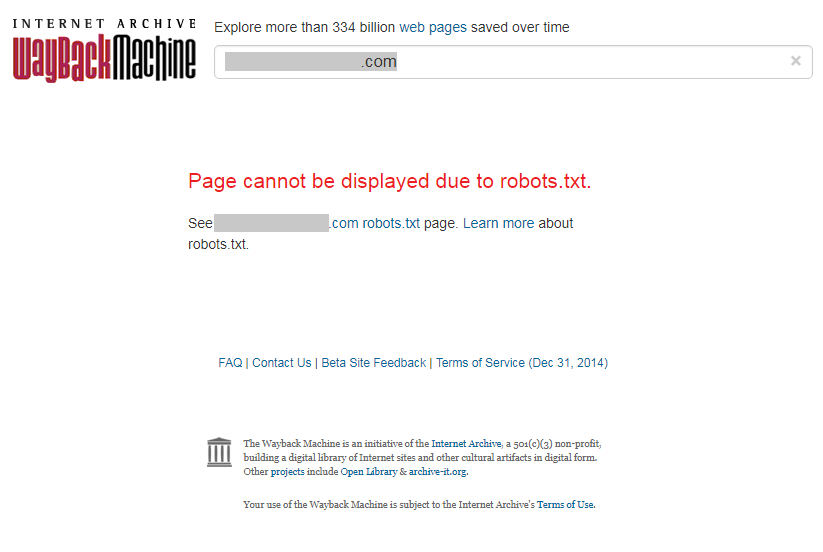 INTERNET ARCHIVE
WayBackMachine
Explore more than 334 billion web pages saved over time
.com
×
Page cannot be displayed due to robots.txt.
See .com robots.txt page. Learn more about
robots.txt.
FAQ | Contact Us | Beta Site Feedback | Terms of Service (Dec 31, 2014)
The Wayback Machine is an initiative of the Internet Archive, a 501(c)(3) non-profit,
building a digital library of Internet sites and other cultural artifacts in digital form.
Other projects include Open Library & archive-it.org.
Your use of the Wayback Machine is subject to the Internet Archive's Terms of Use.